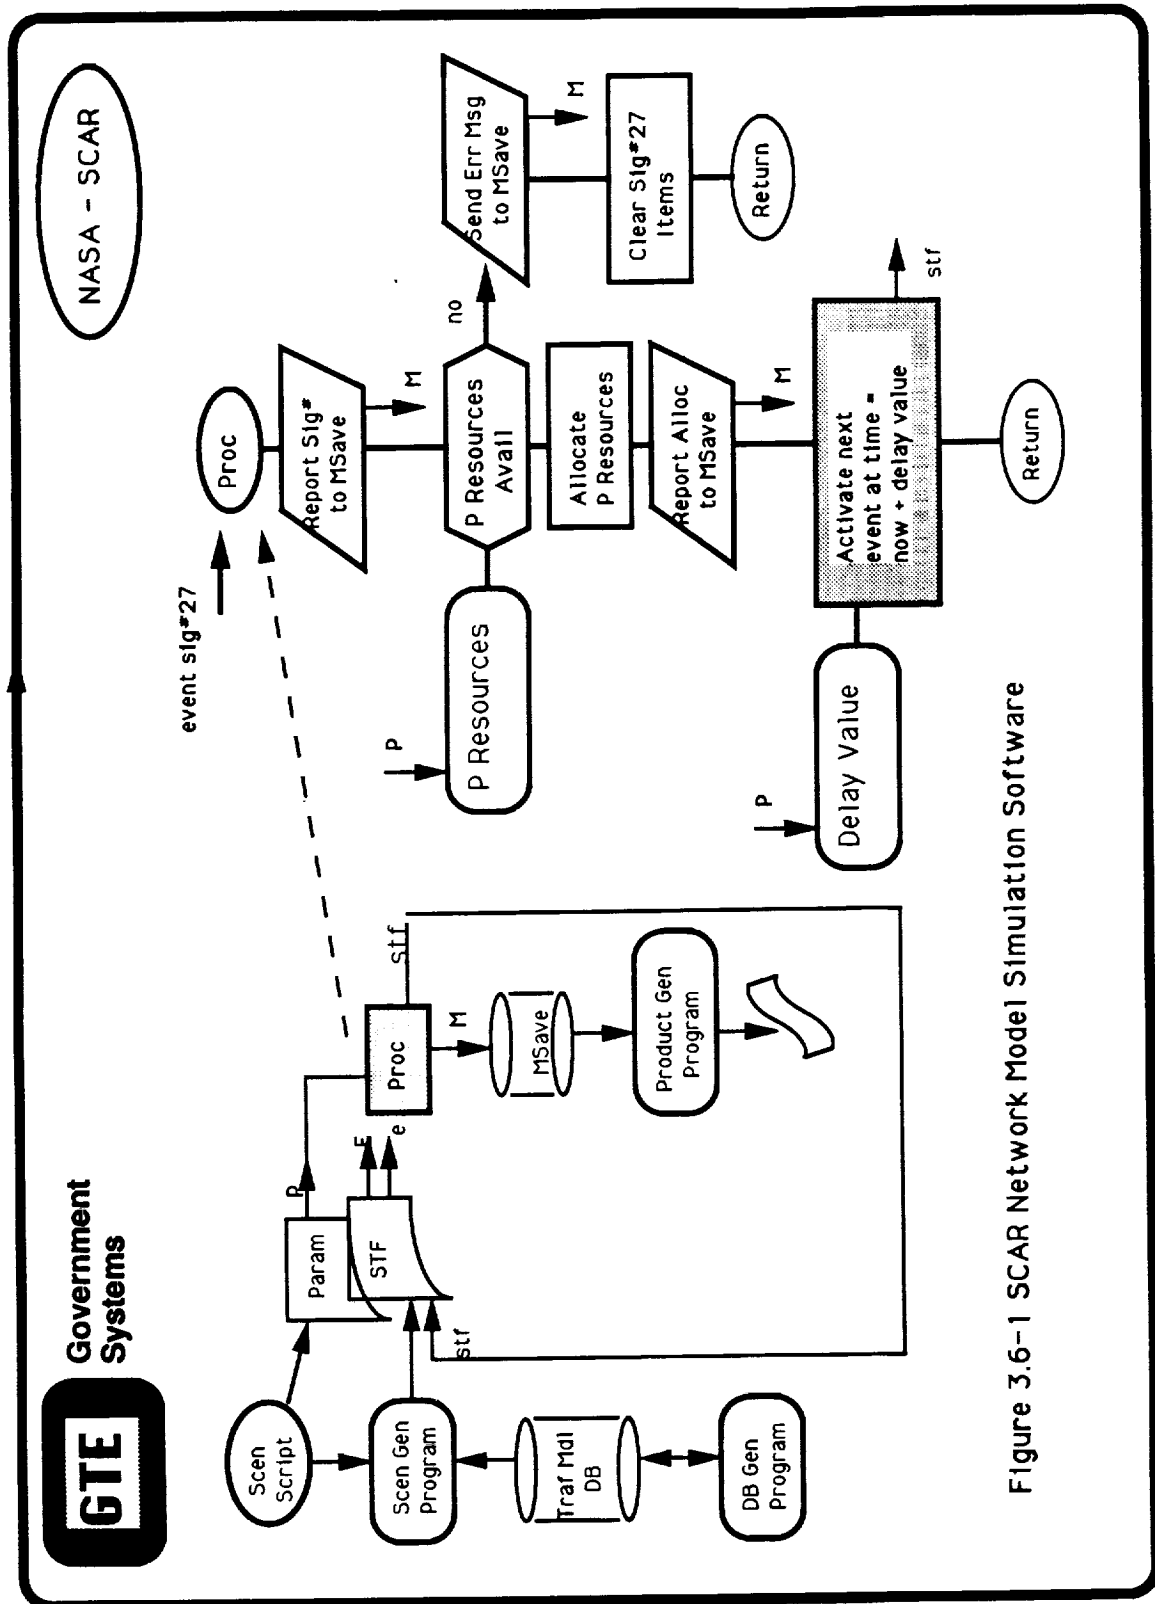 GTE
Government
Systems
NASA - SCAR
Scen
Script
Scen Gen
Program
Traf Mdl
DB
DB Gen
Program
Param
STF
P
E
e
stf
Proc
stf
M
MSave
Product Gen
Program
event sig#27
Proc
Report Sig#
to MSave
M
P
P Resources
P Resources
Avail
no
Send Err Msg
to MSave
M
Clear Sig#27
Items
Return
Allocate
P Resources
Report Alloc
to MSave
M
P
Delay Value
Activate next
event at time =
now + delay value
stf
Return
Figure 3.6-1 SCAR Network Model Simulation Software